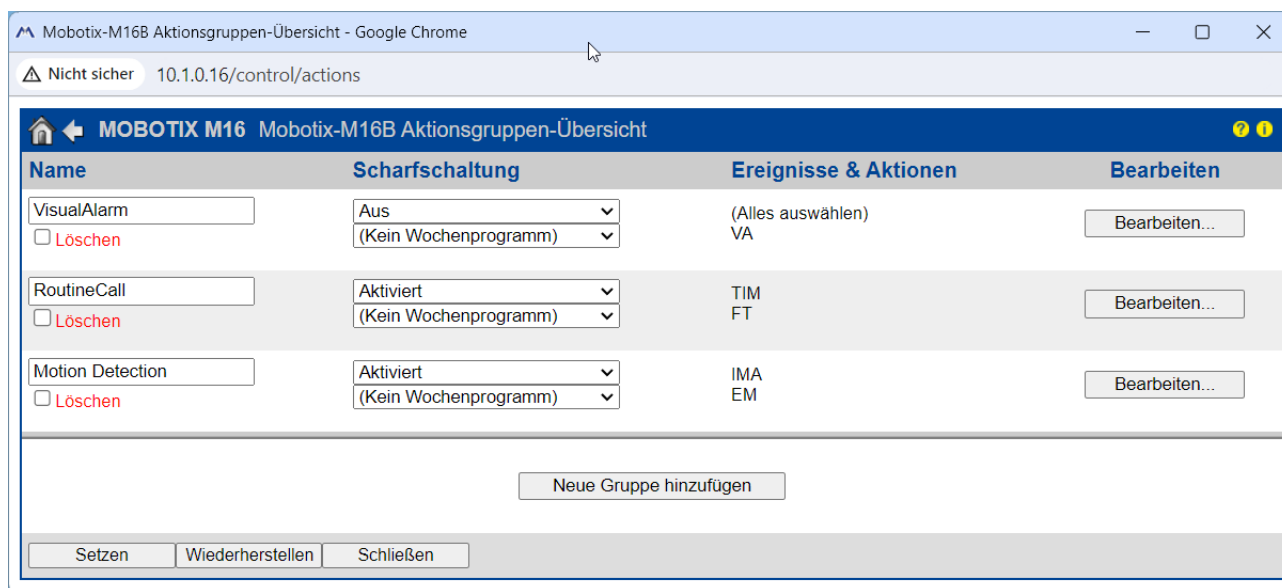 Mobotix-M16B Aktionsgruppen-Übersicht - Google Chrome
Nicht sicher 10.1.0.16/control/actions
MOBOTIX M16 Mobotix-M16B Aktionsgruppen-Übersicht ? i
Name Scharfschaltung Ereignisse & Aktionen Bearbeiten
VisualAlarm Aus (Alles auswählen)
Löschen (Kein Wochenprogramm) VA Bearbeiten...
RoutineCall Aktiviert TIM
Löschen (Kein Wochenprogramm) FT Bearbeiten...
Motion Detection Aktiviert IMA
Löschen (Kein Wochenprogramm) EM Bearbeiten...
Neue Gruppe hinzufügen
Setzen Wiederherstellen Schließen